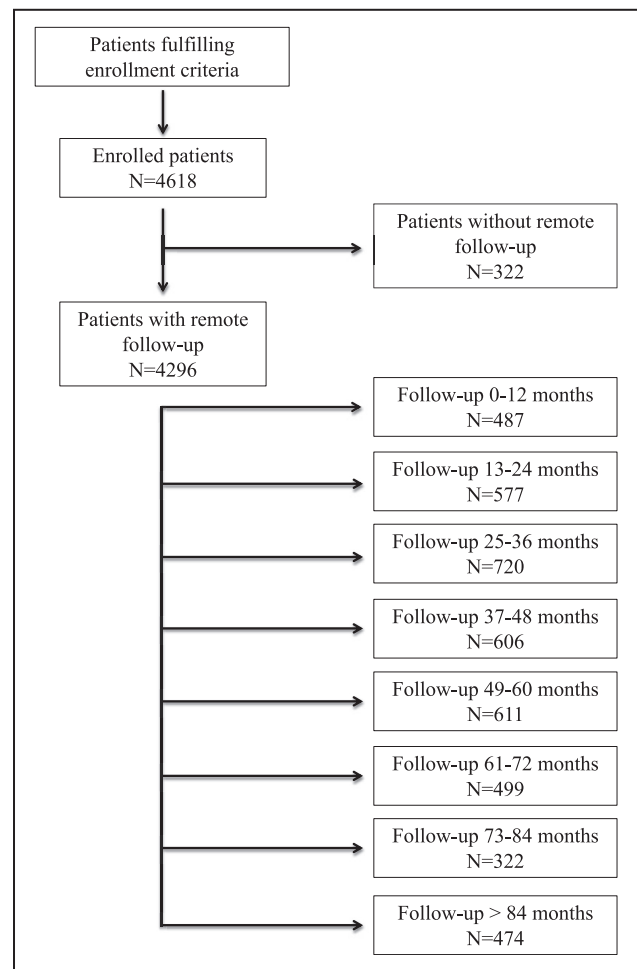 Patients fulfilling
enrollment criteria
Enrolled patients
N=4618
Patients without remote
follow-up
N=322
Patients with remote
follow-up
N=4296
Follow-up 0-12 months
N=487
Follow-up 13-24 months
N=577
Follow-up 25-36 months
N=720
Follow-up 37-48 months
N=606
Follow-up 49-60 months
N=611
Follow-up 61-72 months
N=499
Follow-up 73-84 months
N=322
Follow-up > 84 months
N=474